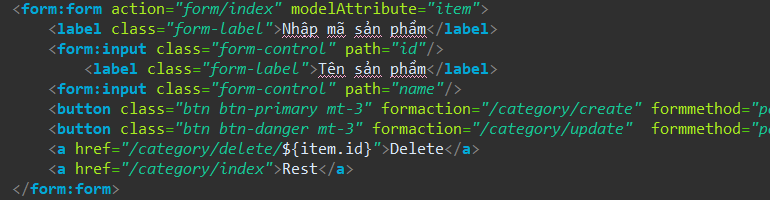 <form:form action="form/index" modelAttribute="item">
<label class="form-label">Nhập mã sản phẩm</label>
<form:input class="form-control" path="id"/>
<label class="form-label">Tên sản phẩm</label>
<form:input class="form-control" path="name"/>
<button class="btn btn-primary mt-3" formaction="/category/create" formmethod="po
<button class="btn btn-danger mt-3" formaction="/category/update" formmethod="po
<a href="/category/delete/${item.id}">Delete</a>
<a href="/category/index">Rest</a>
</form:form>